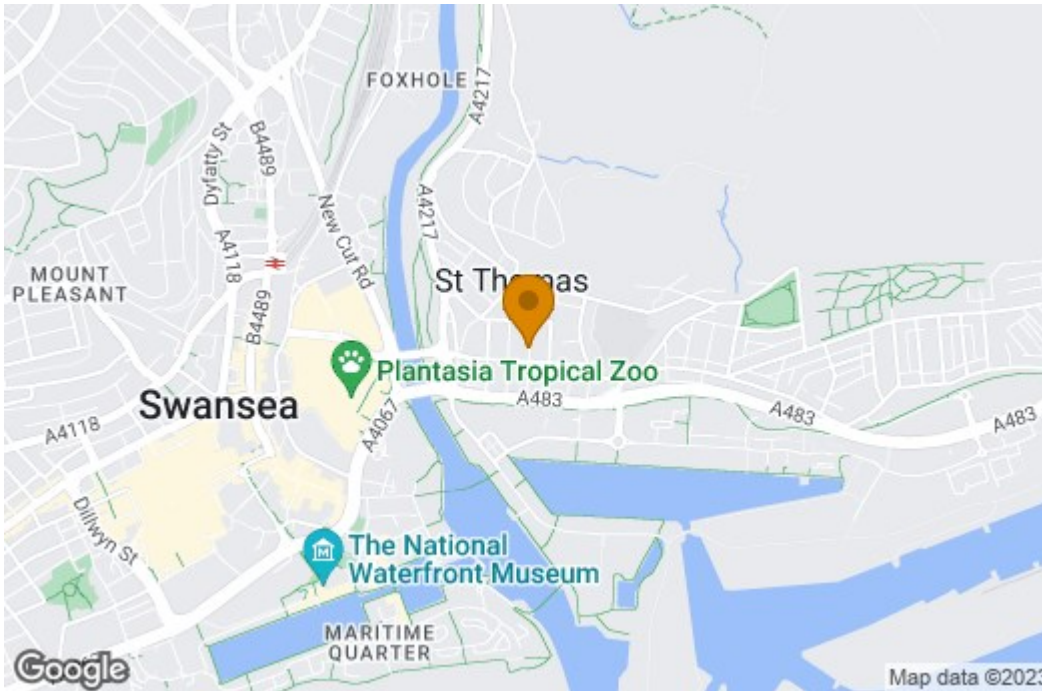 FOXHOLE
A4217
B4489
Dyfatty St
New Cut Rd
A4217
A4118
MOUNT
PLEASANT
St Thomas
B4489
Plantasia Tropical Zoo
Swansea
A4067
A483
A483
A483
A4118
Dillwyn St
The National
Waterfront Museum
MARITIME
QUARTER
Google
Map data ©2023